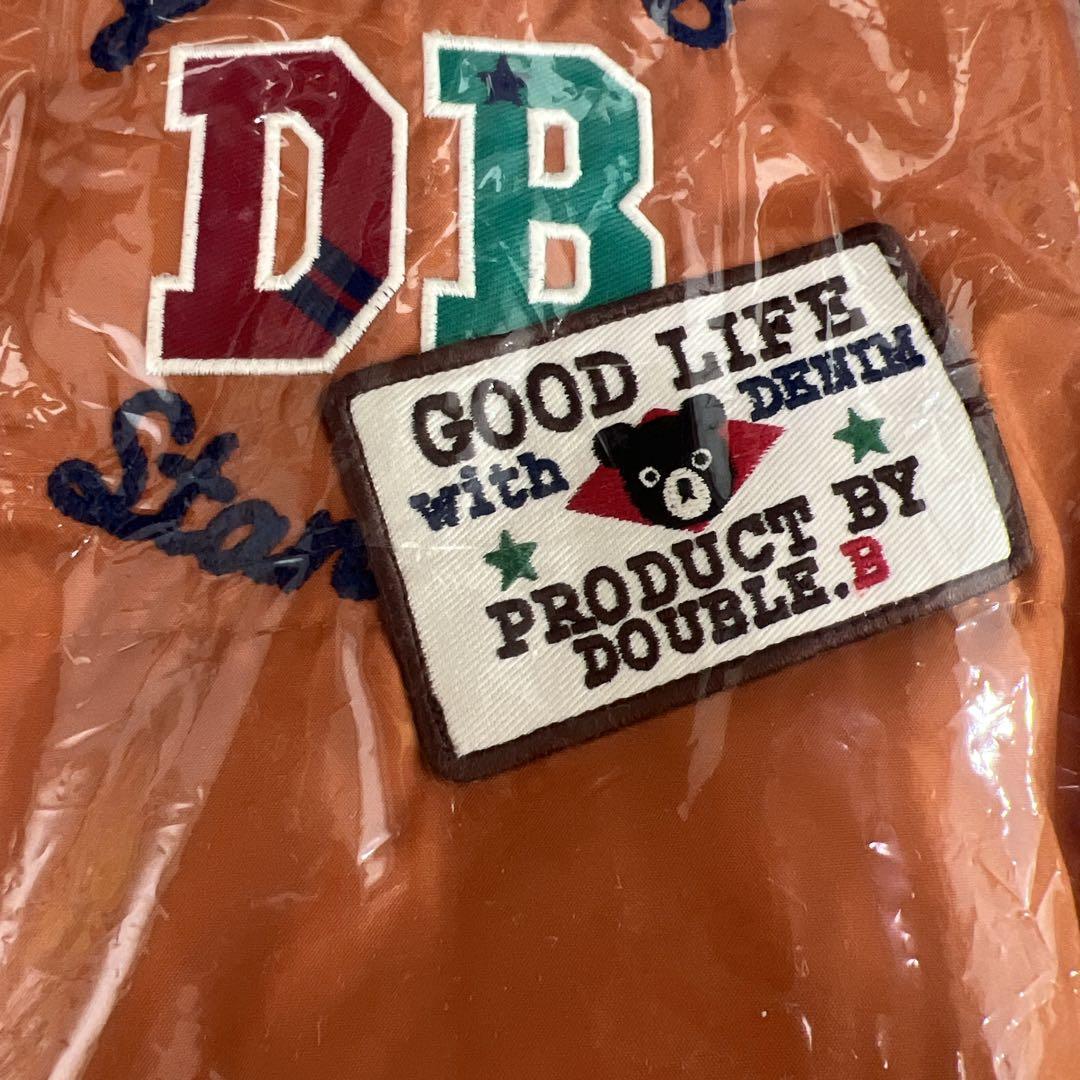 DB
GOOD LIFE
with DENIM
PRODUCT BY
DOUBLE.B